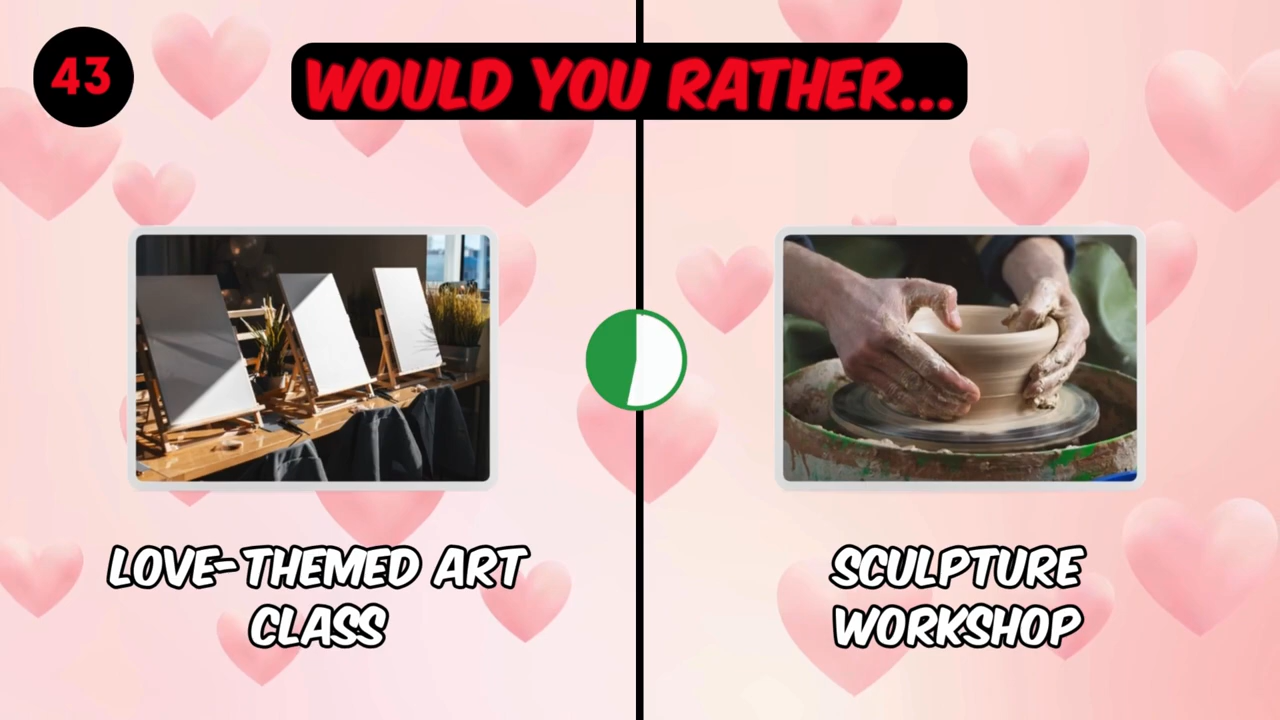 43
WOULD YOU RATHER...
LOVE-THEMED ART
CLASS
SCULPTURE
WORKSHOP